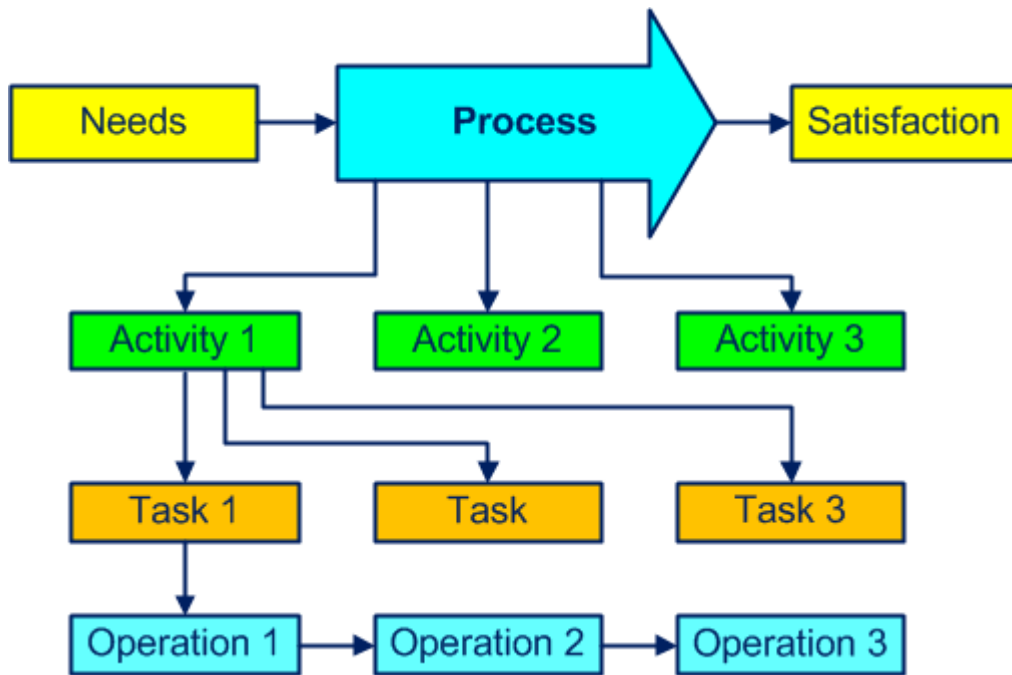 Needs
Process
Satisfaction
Activity 1
Activity 2
Activity 3
Task 1
Task
Task 3
Operation 1
Operation 2
Operation 3